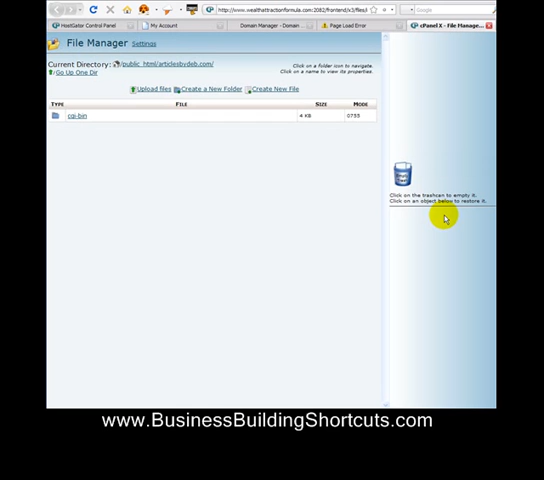 http://www.wealthattractionformula.com:2082/frontend/x3/files/
Google
HostGator Control Panel
My Account
Domain Manager - Domain ...
Page Load Error
cPanel X - File Manage...
File Manager Settings
Current Directory: /public_html/articlesbydeb.com/
Go Up One Dir
Click on a folder icon to navigate.
Click on a name to view its properties.
Upload files Create a New Folder Create New File
TYPE FILE SIZE MODE
cgi-bin 4 KB 0755
Click on the trashcan to empty it.
Click on an object below to restore it.
www.BusinessBuildingShortcuts.com